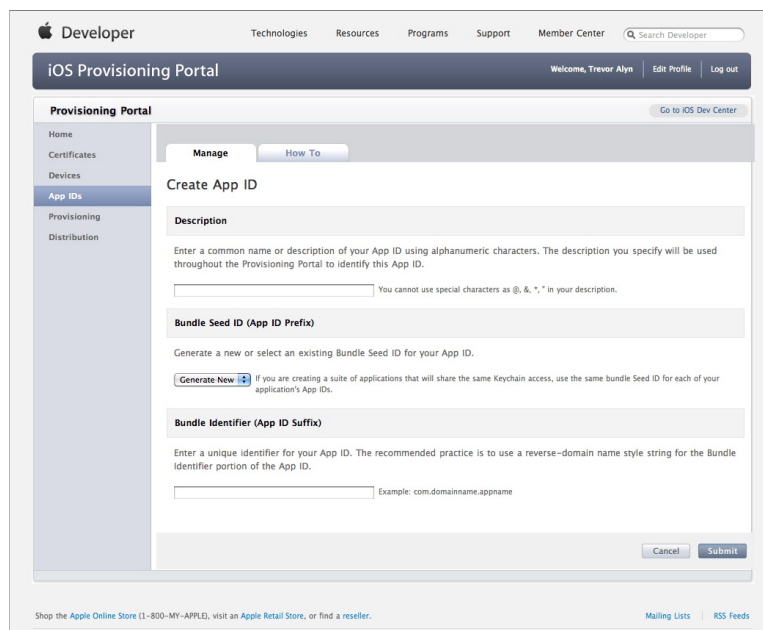 Developer
Technologies Resources Programs Support Member Center Search Developer
iOS Provisioning Portal
Welcome, Trevor Alyn Edit Profile Log out
Provisioning Portal
Go to iOS Dev Center
Home
Certificates
Devices
App IDs
Provisioning
Distribution
Manage How To
Create App ID
Description
Enter a common name or description of your App ID using alphanumeric characters. The description you specify will be used
throughout the Provisioning Portal to identify this App ID.
You cannot use special characters as @, &, *, " in your description.
Bundle Seed ID (App ID Prefix)
Generate a new or select an existing Bundle Seed ID for your App ID.
Generate New
If you are creating a suite of applications that will share the same Keychain access, use the same bundle Seed ID for each of your
application's App IDs.
Bundle Identifier (App ID Suffix)
Enter a unique identifier for your App ID. The recommended practice is to use a reverse-domain name style string for the Bundle
Identifier portion of the App ID.
Example: com.domainname.appname
Cancel Submit
Shop the Apple Online Store (1-800-MY-APPLE), visit an Apple Retail Store, or find a reseller.
Mailing Lists RSS Feeds